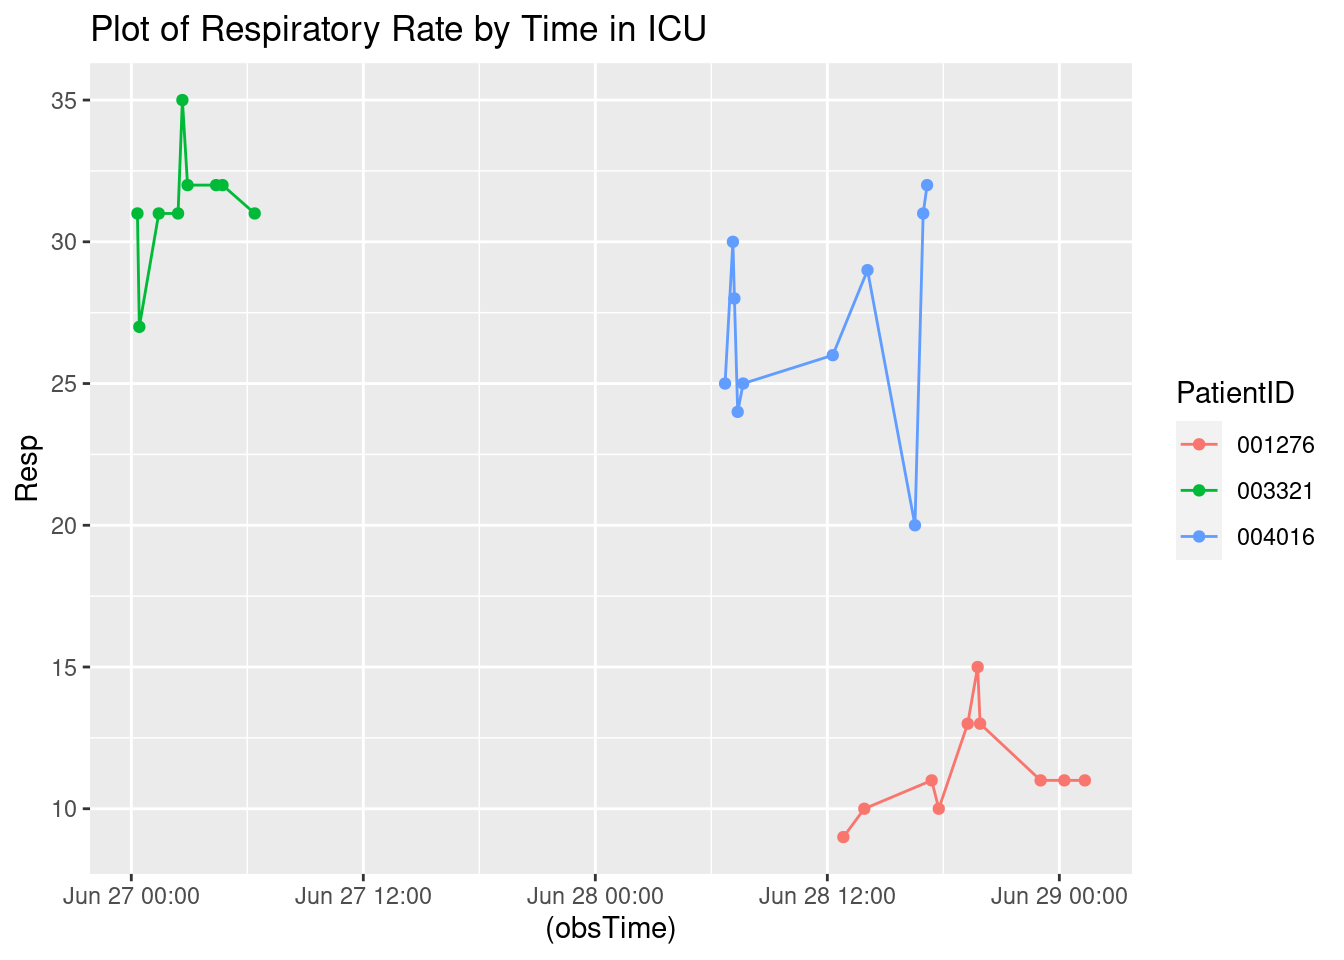 Plot of Respiratory Rate by Time in ICU
35
30
25
20
15
10
Resp
Jun 27 00:00
Jun 27 12:00
Jun 28 00:00
Jun 28 12:00
Jun 29 00:00
(obsTime)
PatientID
001276
003321
004016